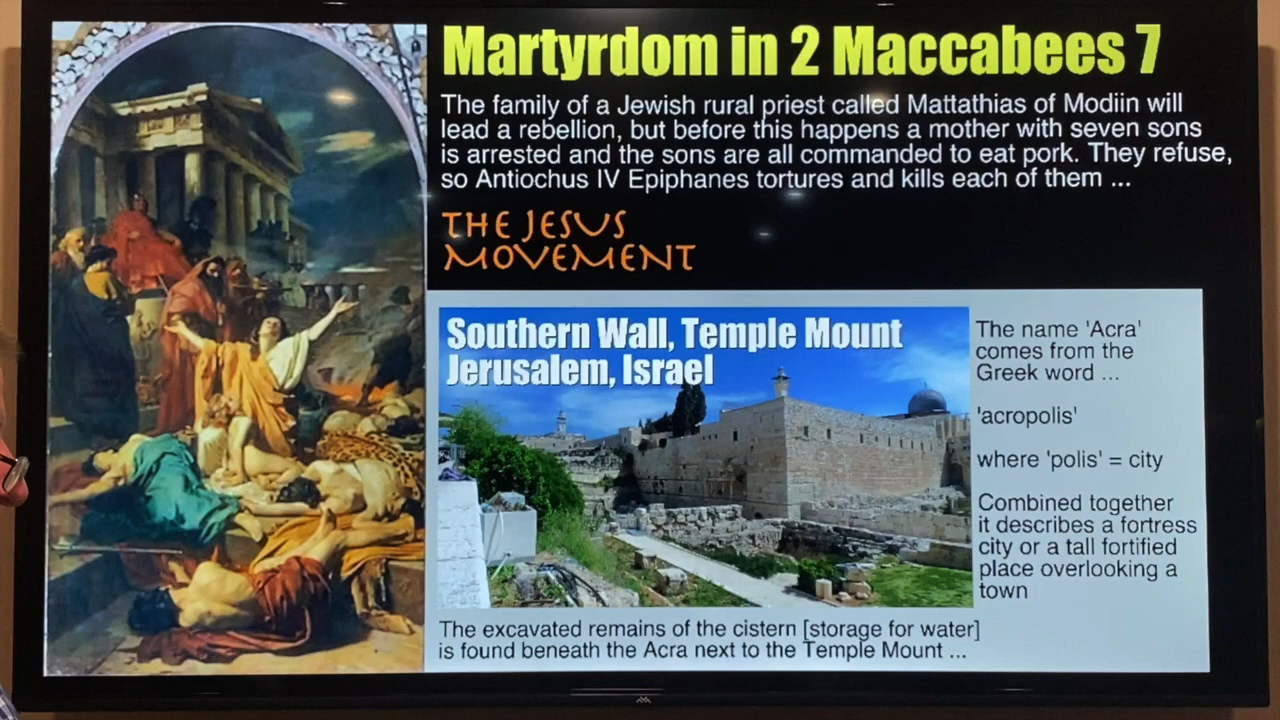 Martyrdom in 2 Maccabees 7
The family of a Jewish rural priest called Mattathias of Modiin will
lead a rebellion, but before this happens a mother with seven sons
is arrested and the sons are all commanded to eat pork. They refuse,
so Antiochus IV Epiphanes tortures and kills each of them ...
THE JESUS
MOVEMENT
Southern Wall, Temple Mount
Jerusalem, Israel
The name 'Acra'
comes from the
Greek word ...
'acropolis'
where 'polis' = city
Combined together
it describes a fortress
city or a tall fortified
place overlooking a
town
The excavated remains of the cistern [storage for water]
is found beneath the Acra next to the Temple Mount ...